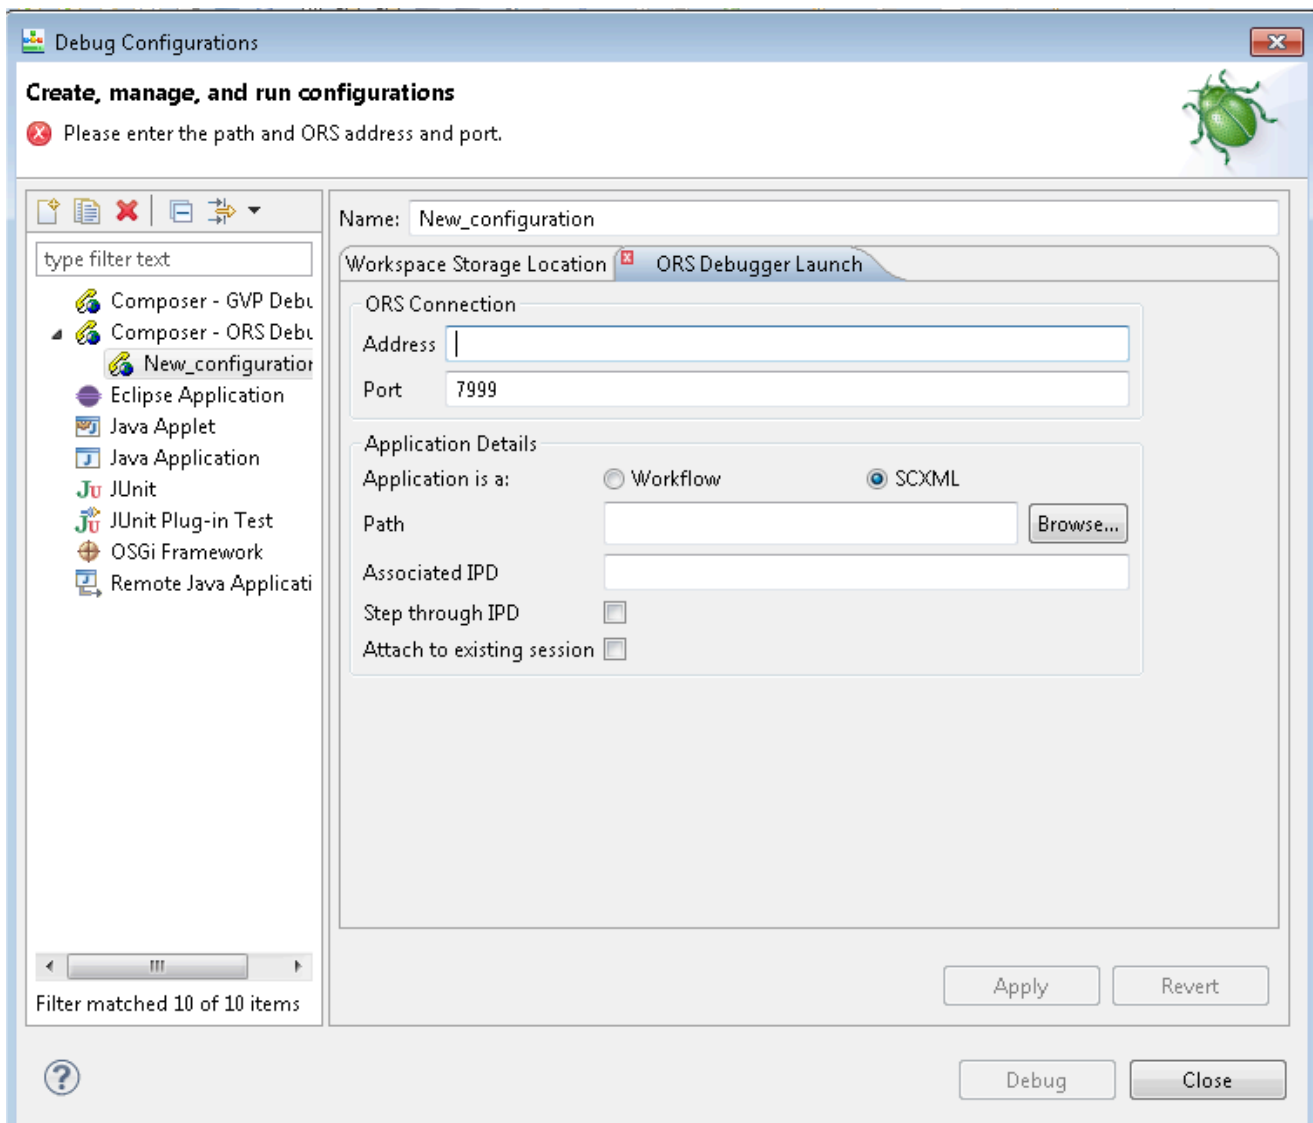 Debug Configurations
Create, manage, and run configurations
Please enter the path and ORS address and port.
type filter text
Composer - GVP Debu
Composer - ORS Debu
New_configuration
Eclipse Application
Java Applet
Java Application
JUnit
JUnit Plug-in Test
OSGi Framework
Remote Java Applicati
Filter matched 10 of 10 items
Name: New_configuration
Workspace Storage Location ORS Debugger Launch
ORS Connection
Address
Port 7999
Application Details
Application is a: Workflow SCXML
Path Browse...
Associated IPD
Step through IPD
Attach to existing session
Apply Revert
Debug Close